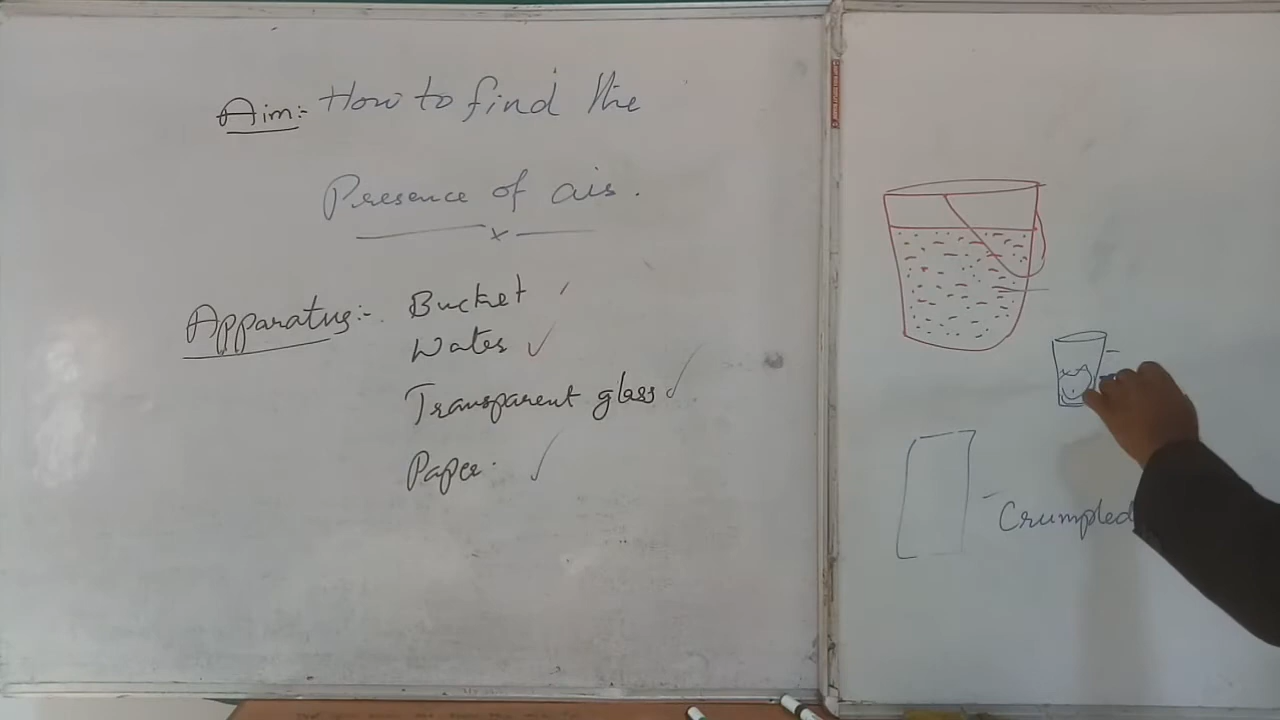 Aim:- How to find the
Presence of air.
Apparatus:- Bucket
Water
Transparent glass
Paper.
Crumpled